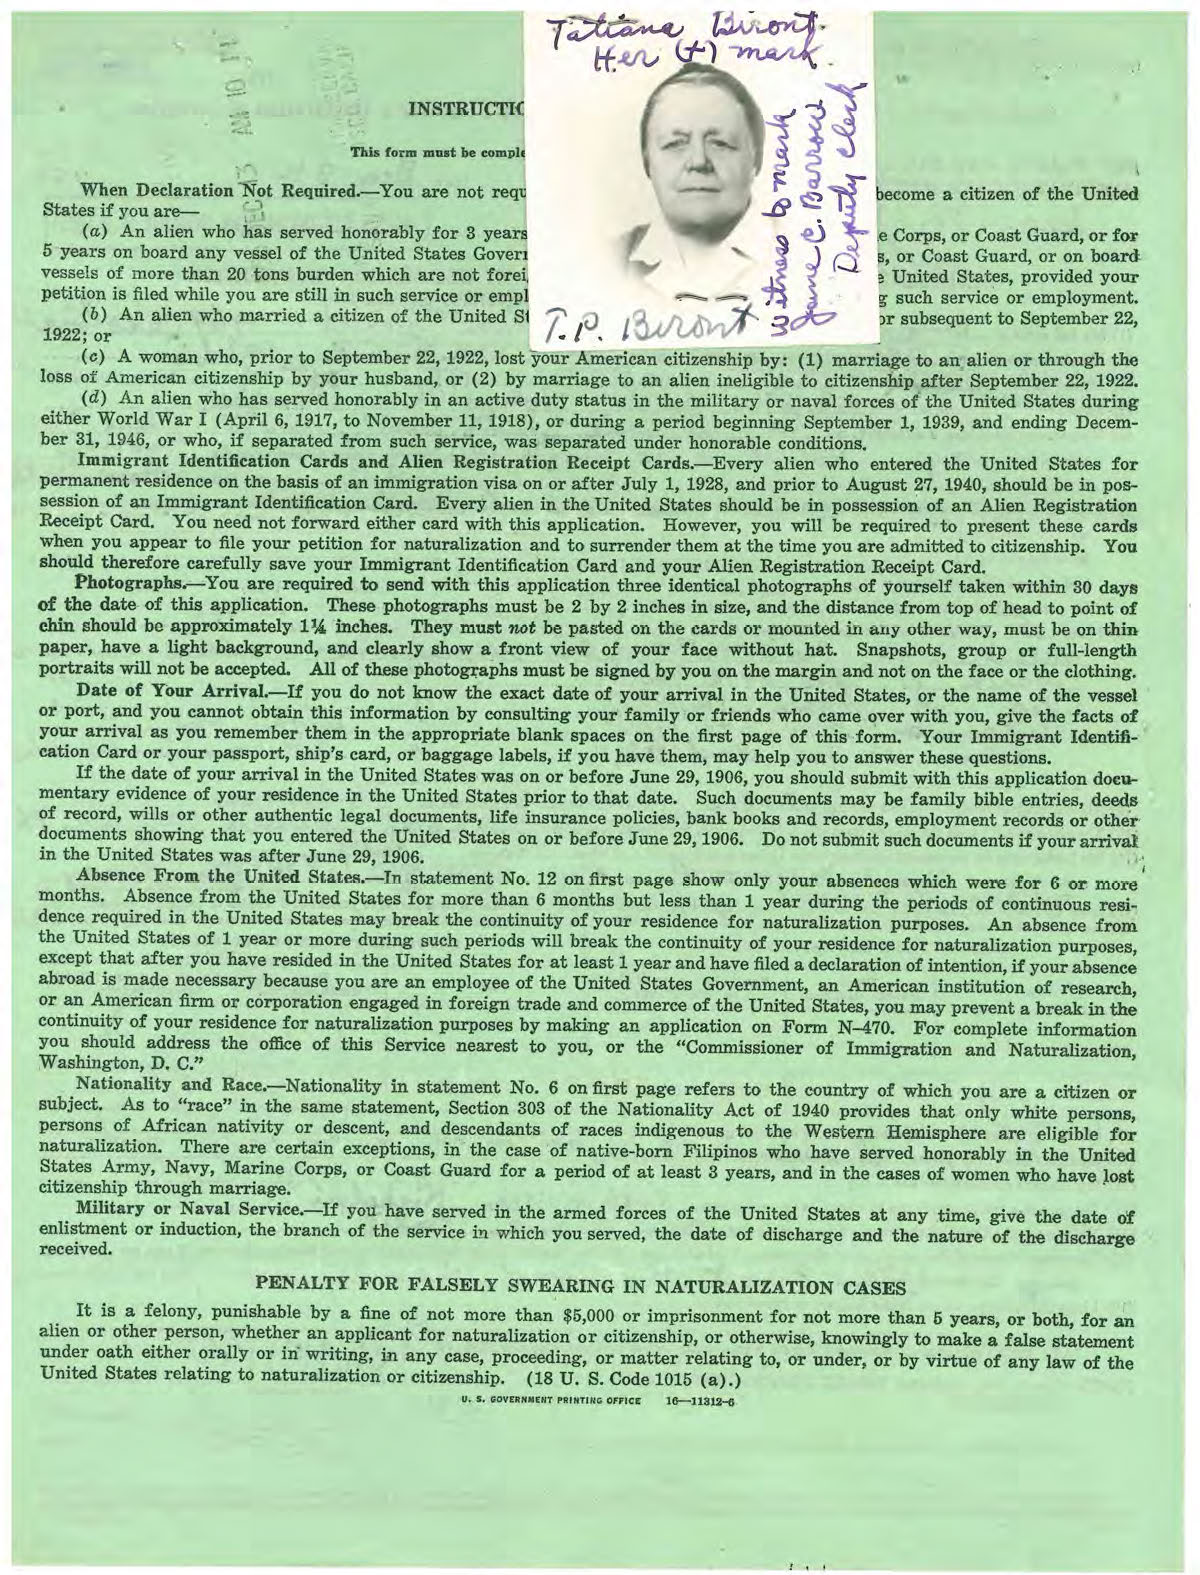 Tatiana Biront.
Her (+) mark.
Witness to mark
Jane C. Barrow
Deputy clerk
T. P. Biront
AM 10 11
INSTRUCTIO
This form must be comple
When Declaration Not Required.—You are not requ become a citizen of the United
States if you are—
(a) An alien who has served honorably for 3 years e Corps, or Coast Guard, or for
5 years on board any vessel of the United States Gover s, or Coast Guard, or on board
vessels of more than 20 tons burden which are not forei United States, provided your
petition is filed while you are still in such service or empl g such service or employment.
(b) An alien who married a citizen of the United St or subsequent to September 22,
1922; or
(c) A woman who, prior to September 22, 1922, lost your American citizenship by: (1) marriage to an alien or through the
loss of American citizenship by your husband, or (2) by marriage to an alien ineligible to citizenship after September 22, 1922.
(d) An alien who has served honorably in an active duty status in the military or naval forces of the United States during
either World War I (April 6, 1917, to November 11, 1918), or during a period beginning September 1, 1939, and ending Decem-
ber 31, 1946, or who, if separated from such service, was separated under honorable conditions.
Immigrant Identification Cards and Alien Registration Receipt Cards.—Every alien who entered the United States for
permanent residence on the basis of an immigration visa on or after July 1, 1928, and prior to August 27, 1940, should be in pos-
session of an Immigrant Identification Card. Every alien in the United States should be in possession of an Alien Registration
Receipt Card. You need not forward either card with this application. However, you will be required to present these cards
when you appear to file your petition for naturalization and to surrender them at the time you are admitted to citizenship. You
should therefore carefully save your Immigrant Identification Card and your Alien Registration Receipt Card.
Photographs.—You are required to send with this application three identical photographs of yourself taken within 30 days
of the date of this application. These photographs must be 2 by 2 inches in size, and the distance from top of head to point of
chin should be approximately 1¼ inches. They must not be pasted on the cards or mounted in any other way, must be on thin
paper, have a light background, and clearly show a front view of your face without hat. Snapshots, group or full-length
portraits will not be accepted. All of these photographs must be signed by you on the margin and not on the face or the clothing.
Date of Your Arrival.—If you do not know the exact date of your arrival in the United States, or the name of the vessel
or port, and you cannot obtain this information by consulting your family or friends who came over with you, give the facts of
your arrival as you remember them in the appropriate blank spaces on the first page of this form. Your Immigrant Identifi-
cation Card or your passport, ship's card, or baggage labels, if you have them, may help you to answer these questions.
If the date of your arrival in the United States was on or before June 29, 1906, you should submit with this application docu-
mentary evidence of your residence in the United States prior to that date. Such documents may be family bible entries, deeds
of record, wills or other authentic legal documents, life insurance policies, bank books and records, employment records or other
documents showing that you entered the United States on or before June 29, 1906. Do not submit such documents if your arrival
in the United States was after June 29, 1906.
Absence From the United States.—In statement No. 12 on first page show only your absences which were for 6 or more
months. Absence from the United States for more than 6 months but less than 1 year during the periods of continuous resi-
dence required in the United States may break the continuity of your residence for naturalization purposes. An absence from
the United States of 1 year or more during such periods will break the continuity of your residence for naturalization purposes,
except that after you have resided in the United States for at least 1 year and have filed a declaration of intention, if your absence
abroad is made necessary because you are an employee of the United States Government, an American institution of research,
or an American firm or corporation engaged in foreign trade and commerce of the United States, you may prevent a break in the
continuity of your residence for naturalization purposes by making an application on Form N–470. For complete information
you should address the office of this Service nearest to you, or the "Commissioner of Immigration and Naturalization,
Washington, D. C."
Nationality and Race.—Nationality in statement No. 6 on first page refers to the country of which you are a citizen or
subject. As to "race" in the same statement, Section 303 of the Nationality Act of 1940 provides that only white persons,
persons of African nativity or descent, and descendants of races indigenous to the Western Hemisphere are eligible for
naturalization. There are certain exceptions, in the case of native-born Filipinos who have served honorably in the United
States Army, Navy, Marine Corps, or Coast Guard for a period of at least 3 years, and in the cases of women who have lost
citizenship through marriage.
Military or Naval Service.—If you have served in the armed forces of the United States at any time, give the date of
enlistment or induction, the branch of the service in which you served, the date of discharge and the nature of the discharge
received.
PENALTY FOR FALSELY SWEARING IN NATURALIZATION CASES
It is a felony, punishable by a fine of not more than $5,000 or imprisonment for not more than 5 years, or both, for an
alien or other person, whether an applicant for naturalization or citizenship, or otherwise, knowingly to make a false statement
under oath either orally or in writing, in any case, proceeding, or matter relating to, or under, or by virtue of any law of the
United States relating to naturalization or citizenship. (18 U. S. Code 1015 (a).)
U. S. GOVERNMENT PRINTING OFFICE 16—11312-6